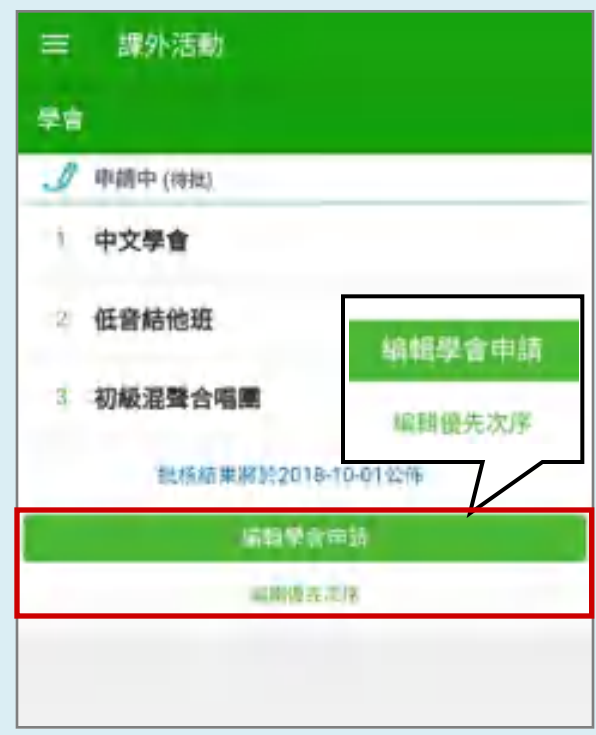 課外活動
學會
申請中 (待批)
1 中文學會
2 低音結他班
3 初級混聲合唱團
編輯學會申請
編輯優先次序
批核結果將於2018-10-01公佈
編輯學會申請
編輯優先次序